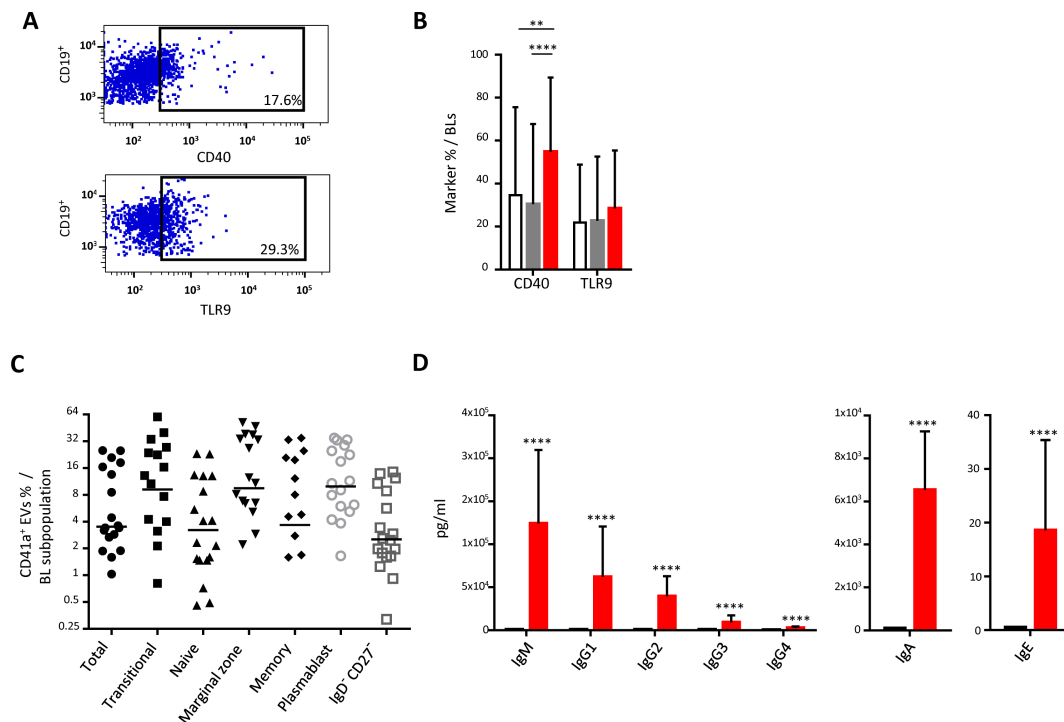 A
CD19⁺
10⁴
10³
17.6%
10² 10³ 10⁴ 10⁵
CD40
CD19⁺
10⁴
10³
29.3%
10² 10³ 10⁴ 10⁵
TLR9
B
**
****
Marker % / BLs
100
80
60
40
20
0
CD40 TLR9
C
CD41a⁺ EVs % /
BL subpopulation
64
32
16
8
4
2
1
0.5
0.25
Total
Transitional
Naive
Marginal zone
Memory
Plasmablast
IgD⁻ CD27⁻
D
pg/ml
4x10⁵
2x10⁵
5x10⁴
0
****
****
****
****
****
IgM
IgG1
IgG2
IgG3
IgG4
1x10⁴
8x10³
6x10³
4x10³
2x10³
0
****
IgA
40
30
20
10
0
****
IgE